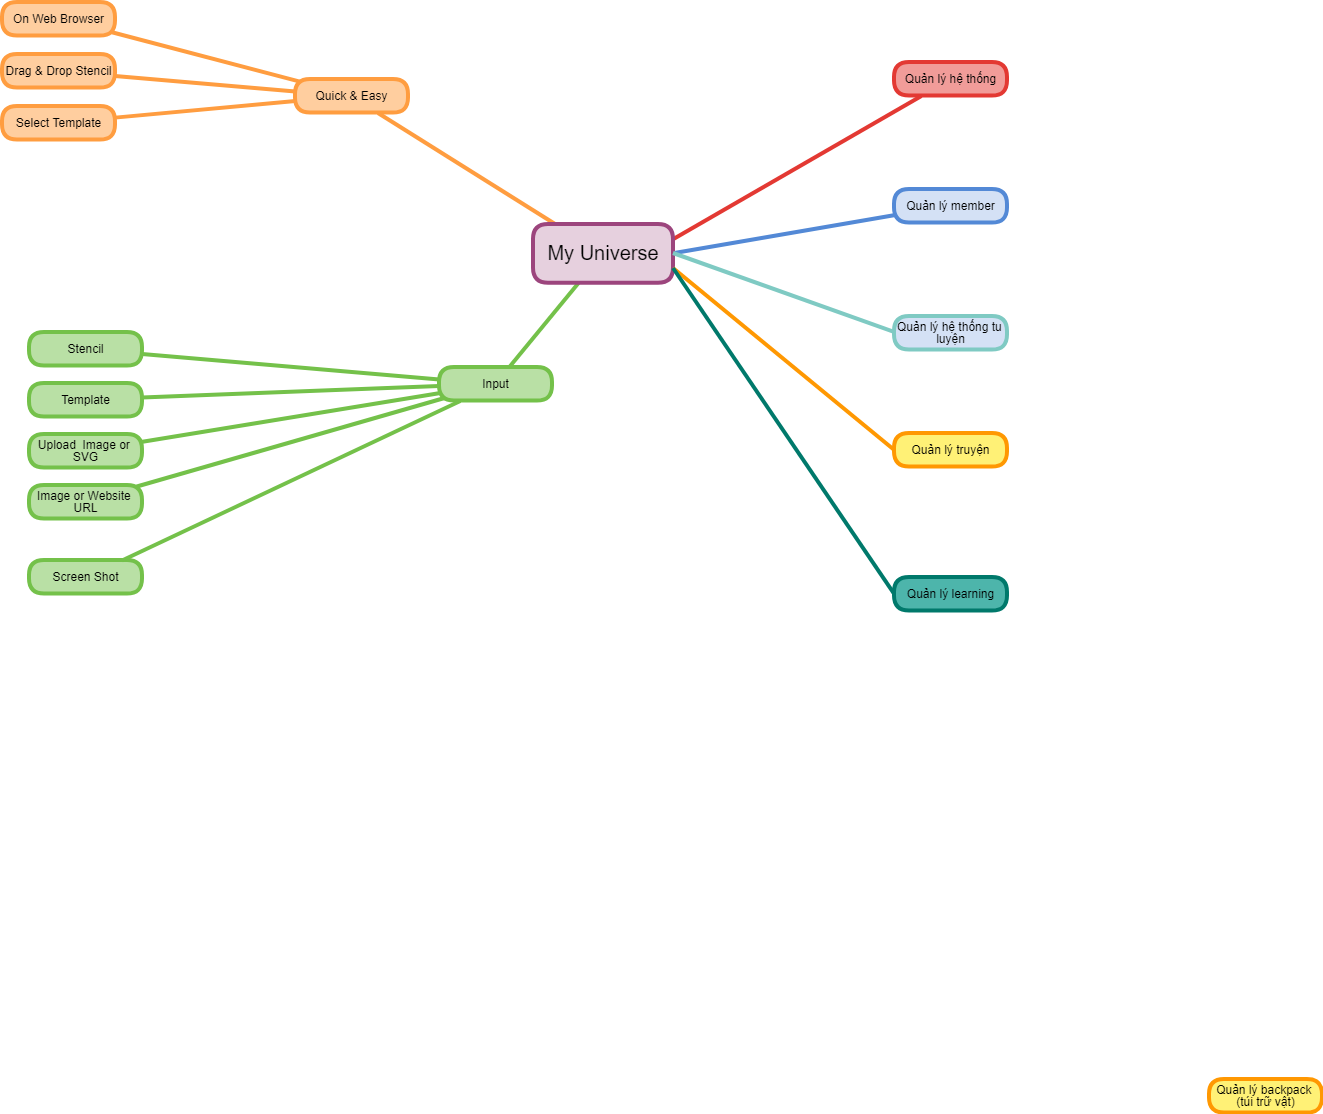 On Web Browser
Drag & Drop Stencil
Select Template
Quick & Easy
My Universe
Stencil
Template
Upload  Image or
SVG
Image or Website
URL
Screen Shot
Input
Quản lý hệ thống
Quản lý member
Quản lý hệ thống tu
luyện
Quản lý truyện
Quản lý learning
Quản lý backpack
(túi trữ vật)